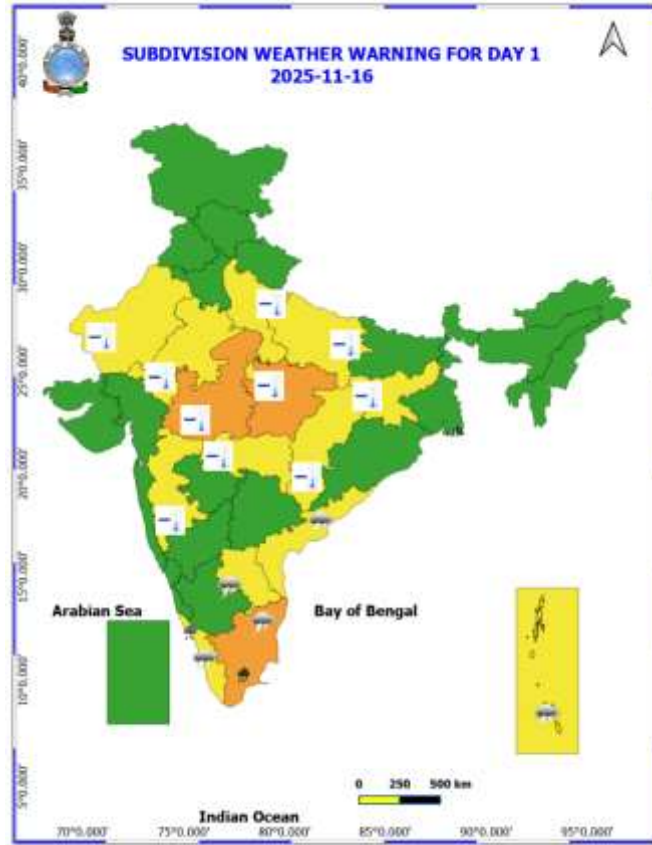 SUBDIVISION WEATHER WARNING FOR DAY 1
2025-11-16
40°0.000'
35°0.000'
30°0.000'
25°0.000'
20°0.000'
15°0.000'
10°0.000'
5°0.000'
Arabian Sea
Bay of Bengal
0 250 500 km
Indian Ocean
70°0.000' 75°0.000' 80°0.000' 85°0.000' 90°0.000' 95°0.000'